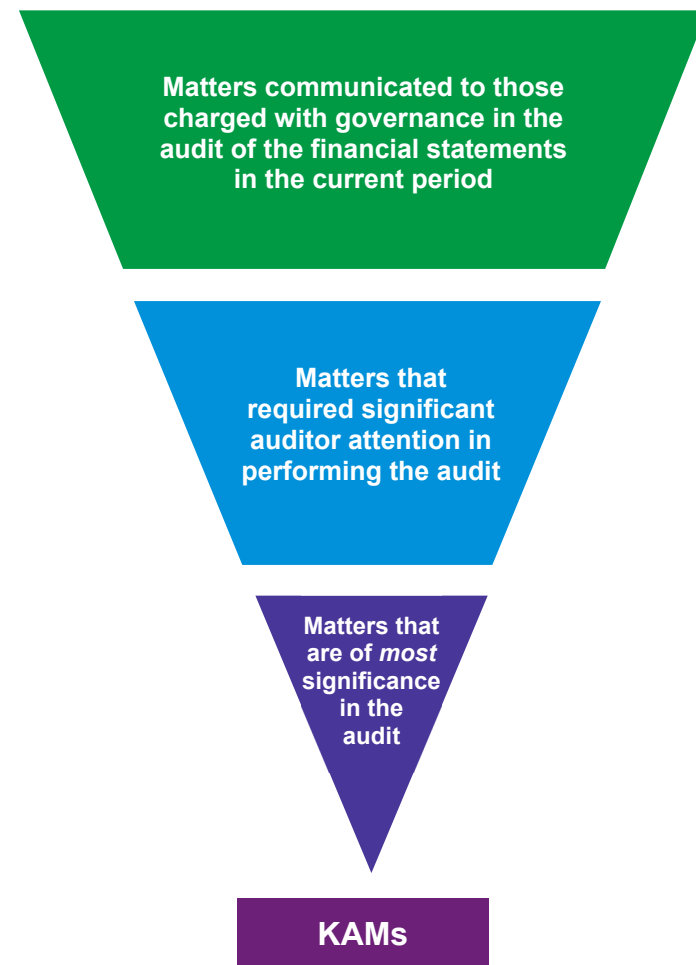 Matters communicated to those
charged with governance in the
audit of the financial statements
in the current period
Matters that
required significant
auditor attention in
performing the audit
Matters that
are of most
significance
in the
audit
KAMs